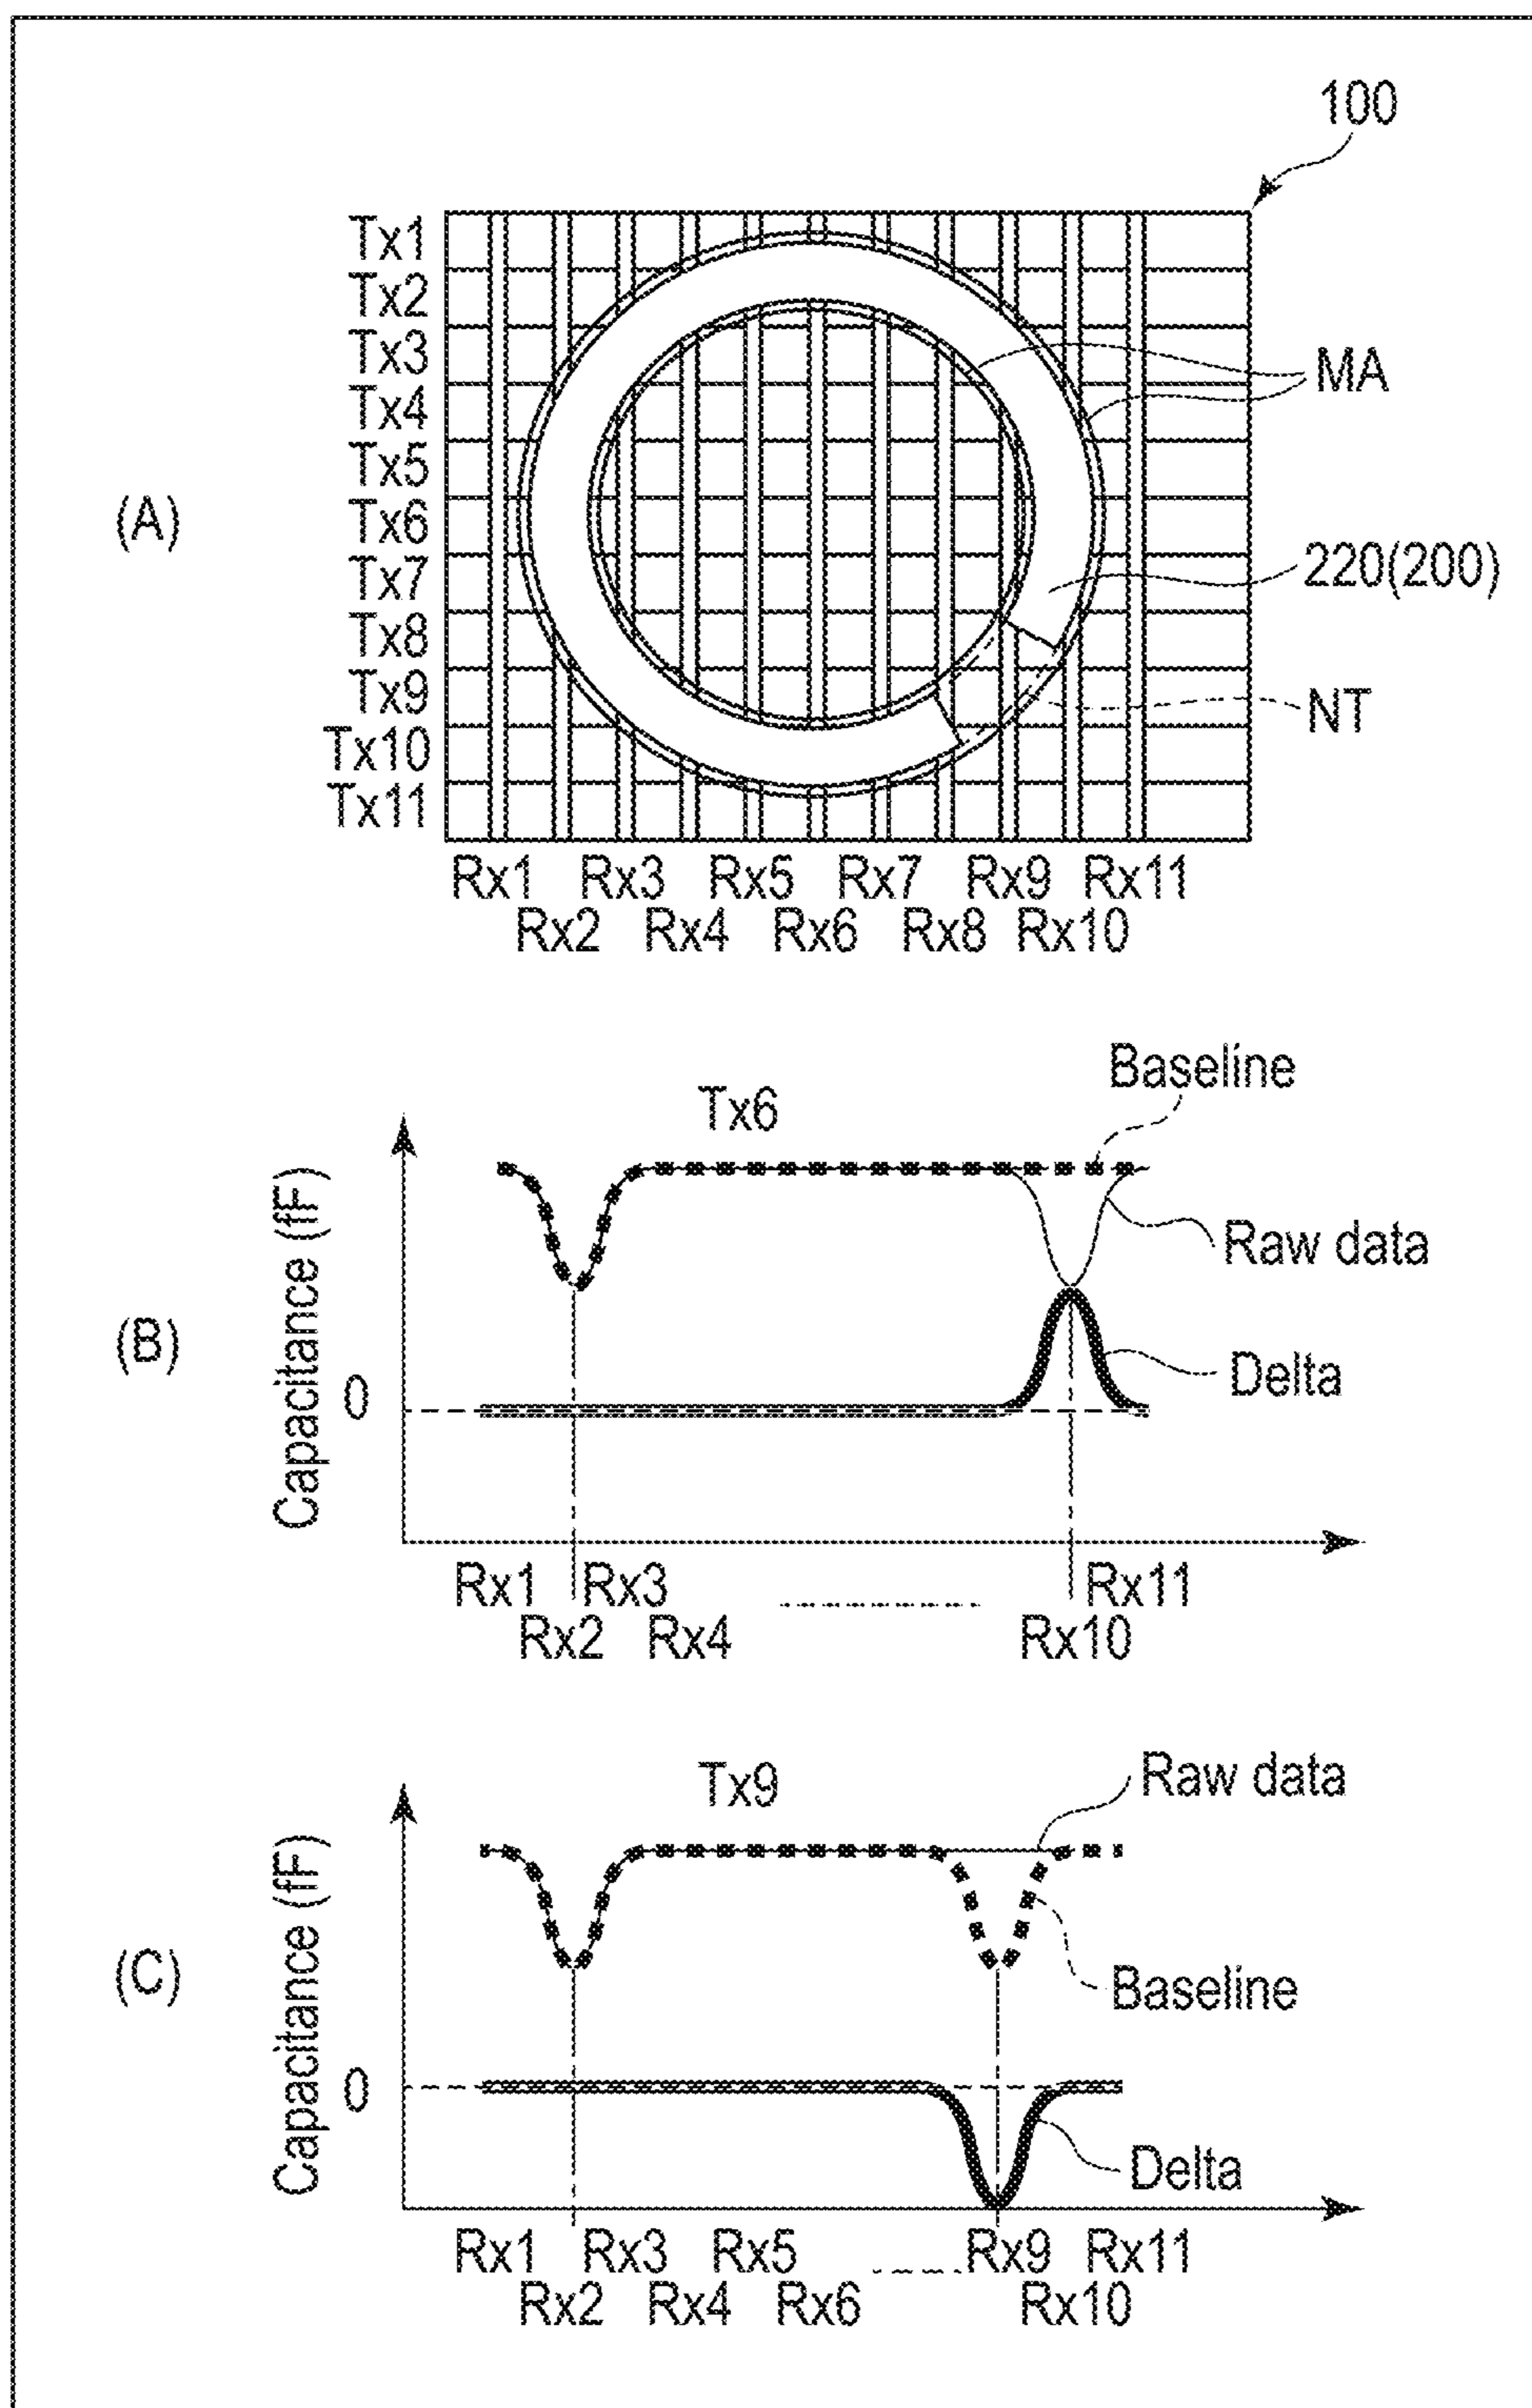 100
Tx1
Tx2
Tx3
Tx4
Tx5
Tx6
Tx7
Tx8
Tx9
Tx10
Tx11
(A)
MA
220(200)
NT
Rx1 Rx3 Rx5 Rx7 Rx9 Rx11
Rx2 Rx4 Rx6 Rx8 Rx10
Baseline
Tx6
Raw data
(B)
Capacitance (fF)
Delta
0
Rx1 Rx3 Rx11
Rx2 Rx4 Rx10
Tx9
Raw data
(C)
Capacitance (fF)
Baseline
0
Delta
Rx1 Rx3 Rx5 Rx9 Rx11
Rx2 Rx4 Rx6 Rx10